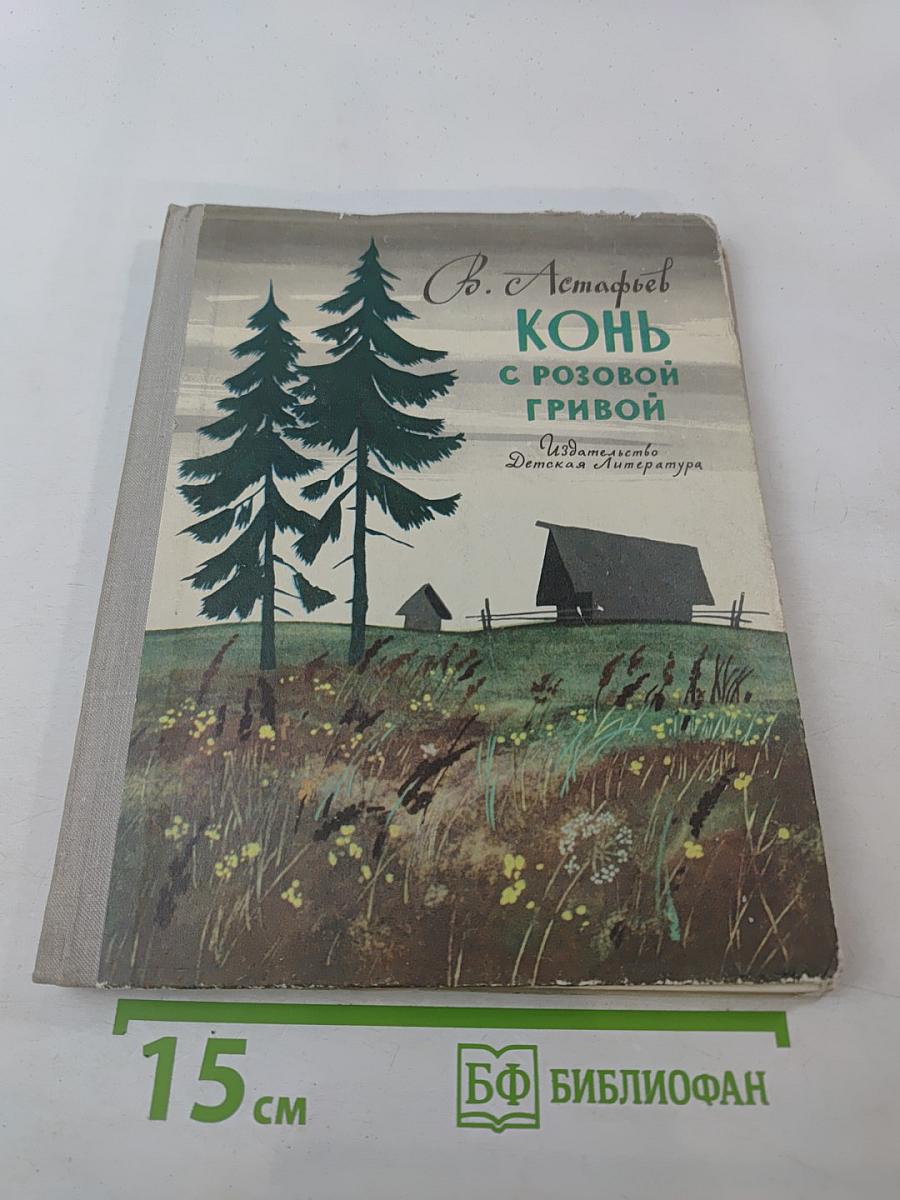 В. Астафьев
КОНЬ
С РОЗОВОЙ
ГРИВОЙ
Издательство
Детская Литература
15 см
БФ БИБЛИОФАН